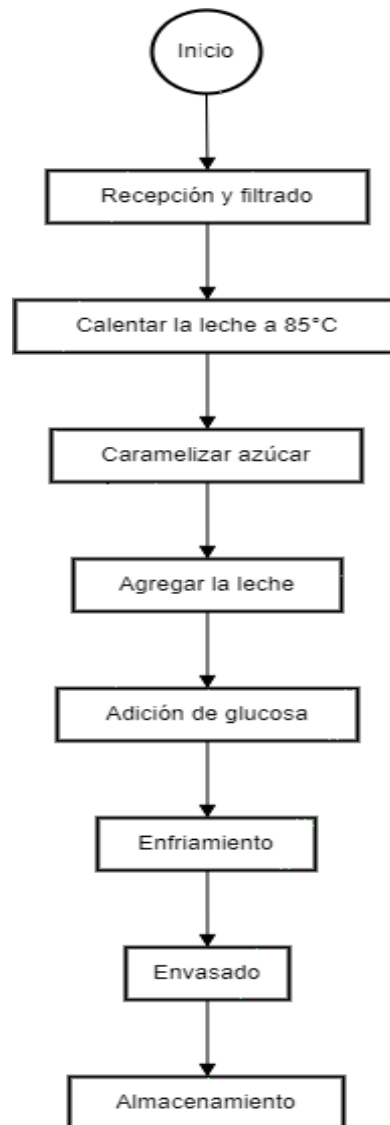 Inicio
Recepción y filtrado
Calentar la leche a 85°C
Caramelizar azúcar
Agregar la leche
Adición de glucosa
Enfriamiento
Envasado
Almacenamiento